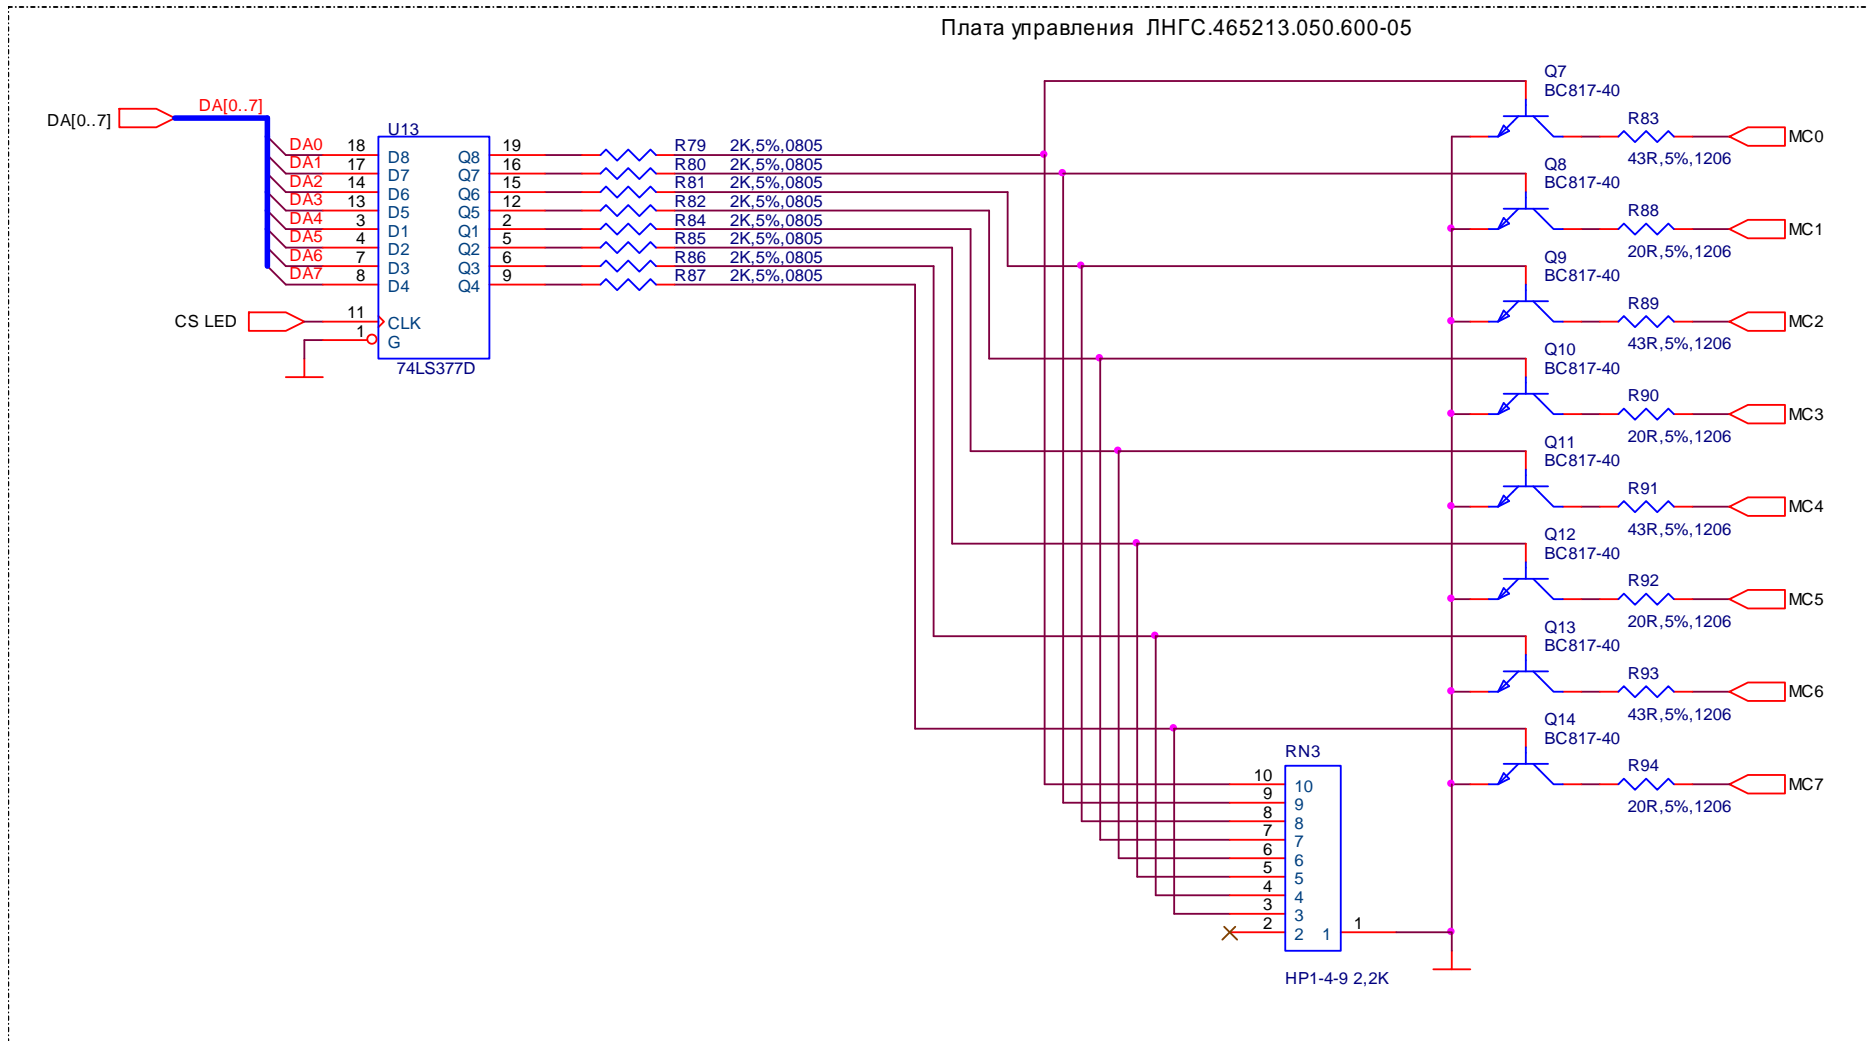 Плата управления ЛНГС.465213.050.600-05
DA[0..7]
DA[0..7]
U13
DA0 18 D8 Q8 19 R79 2K,5%,0805
DA1 17 D7 Q7 16 R80 2K,5%,0805
DA2 14 D6 Q6 15 R81 2K,5%,0805
DA3 13 D5 Q5 12 R82 2K,5%,0805
DA4 3 D1 Q1 2 R84 2K,5%,0805
DA5 4 D2 Q2 5 R85 2K,5%,0805
DA6 7 D3 Q3 6 R86 2K,5%,0805
DA7 8 D4 Q4 9 R87 2K,5%,0805
CS LED 11 CLK
1 G
74LS377D
Q7
BC817-40
R83
MC0
43R,5%,1206
Q8
BC817-40
R88
MC1
20R,5%,1206
Q9
BC817-40
R89
MC2
43R,5%,1206
Q10
BC817-40
R90
MC3
20R,5%,1206
Q11
BC817-40
R91
MC4
43R,5%,1206
Q12
BC817-40
R92
MC5
20R,5%,1206
Q13
BC817-40
R93
MC6
43R,5%,1206
Q14
BC817-40
R94
MC7
20R,5%,1206
RN3
10 10
9 9
8 8
7 7
6 6
5 5
4 4
3 3
2 2 1 1
HP1-4-9 2,2K